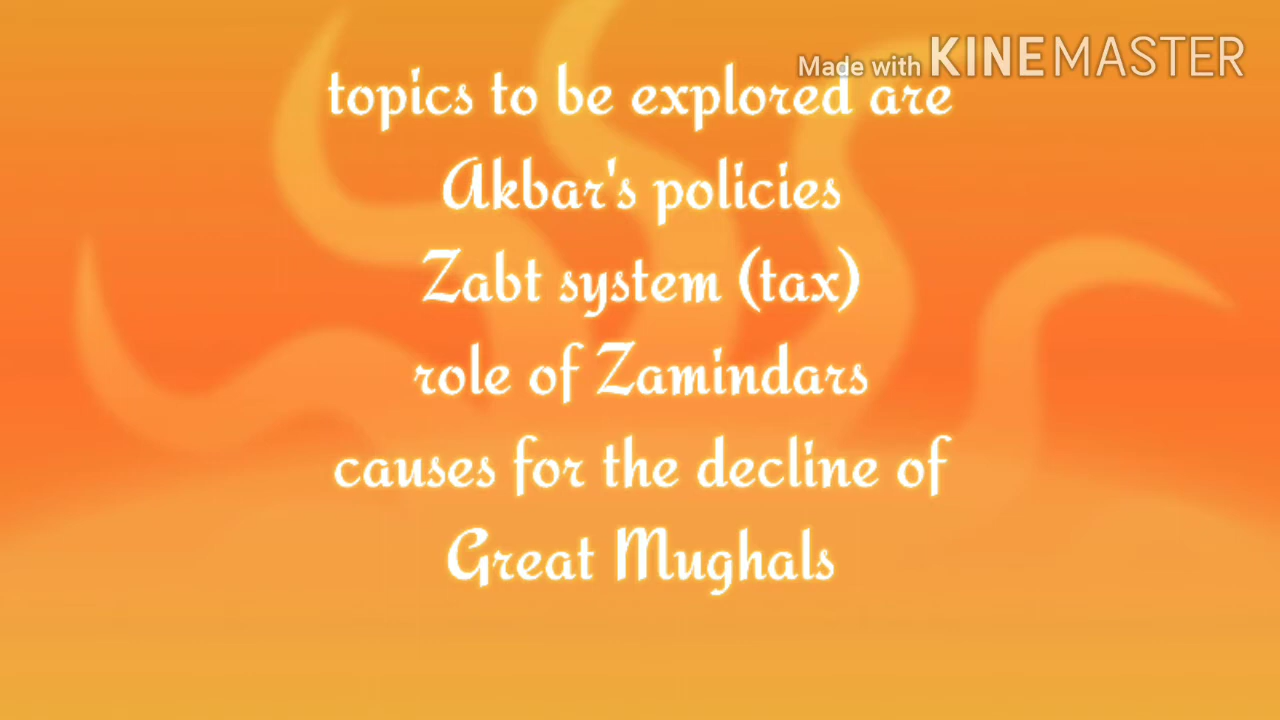 Made with KINEMASTER
topics to be explored are
Akbar's policies
Zabt system (tax)
role of Zamindars
causes for the decline of
Great Mughals